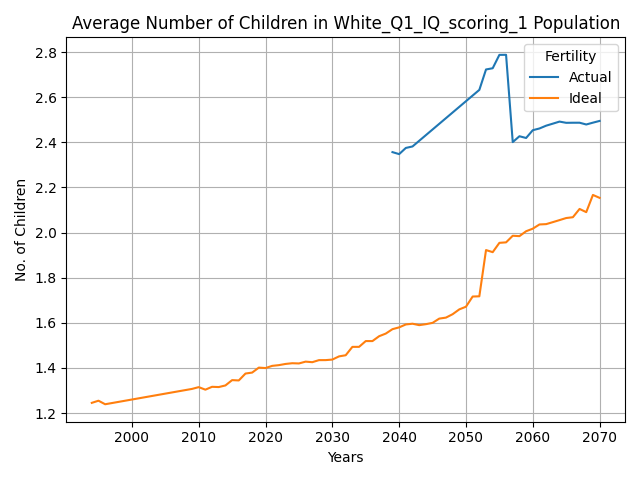 Average Number of Children in White_Q1_IQ_scoring_1 Population
No. of Children
2.8
2.6
2.4
2.2
2.0
1.8
1.6
1.4
1.2
Fertility
Actual
Ideal
2000 2010 2020 2030 2040 2050 2060 2070
Years